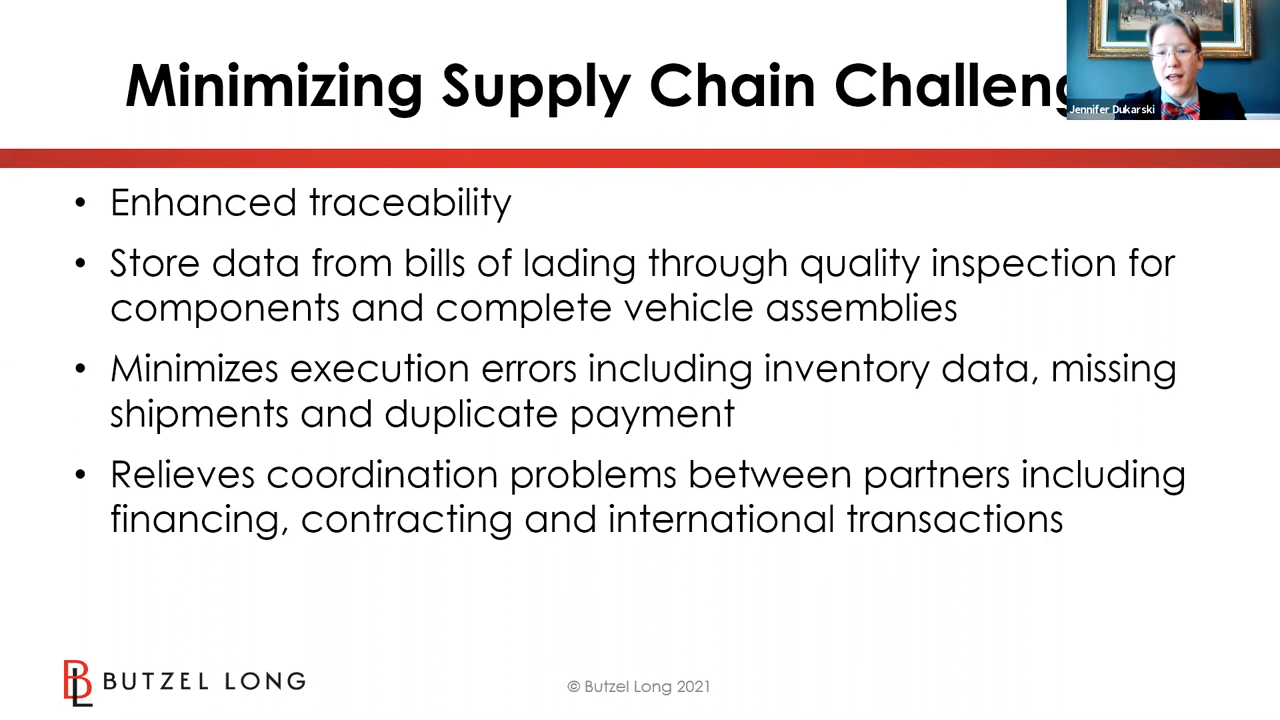 Minimizing Supply Chain Challeng
Jennifer Dukarski
• Enhanced traceability
• Store data from bills of lading through quality inspection for
components and complete vehicle assemblies
• Minimizes execution errors including inventory data, missing
shipments and duplicate payment
• Relieves coordination problems between partners including
financing, contracting and international transactions
BL BUTZEL LONG
© Butzel Long 2021